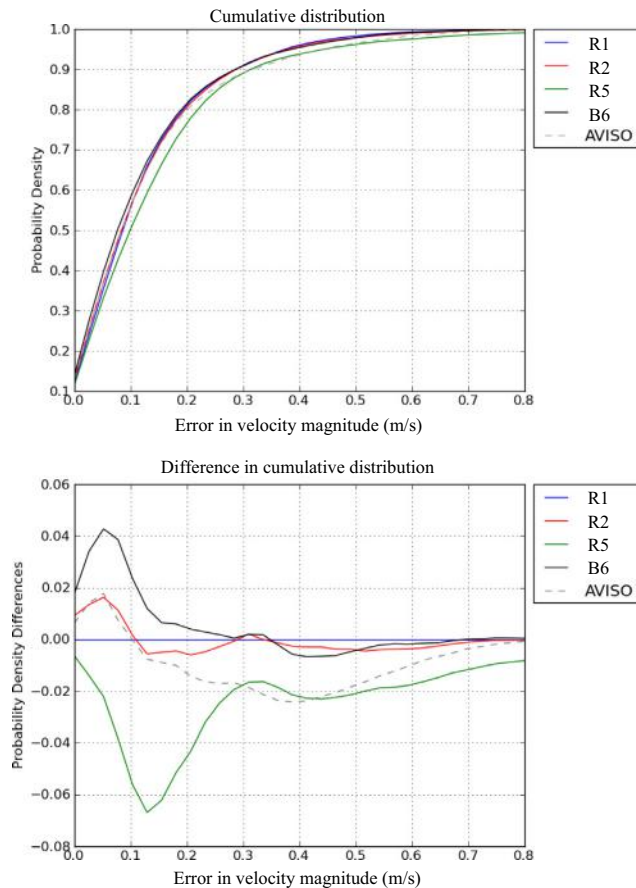 Cumulative distribution
1.0
0.9
0.8
0.7
0.6
0.5
0.4
0.3
0.2
0.1
Probability Density
0.0 0.1 0.2 0.3 0.4 0.5 0.6 0.7 0.8
Error in velocity magnitude (m/s)
R1
R2
R5
B6
AVISO
Difference in cumulative distribution
0.06
0.04
0.02
0.00
−0.02
−0.04
−0.06
−0.08
Probability Density Differences
0.0 0.1 0.2 0.3 0.4 0.5 0.6 0.7 0.8
Error in velocity magnitude (m/s)
R1
R2
R5
B6
AVISO